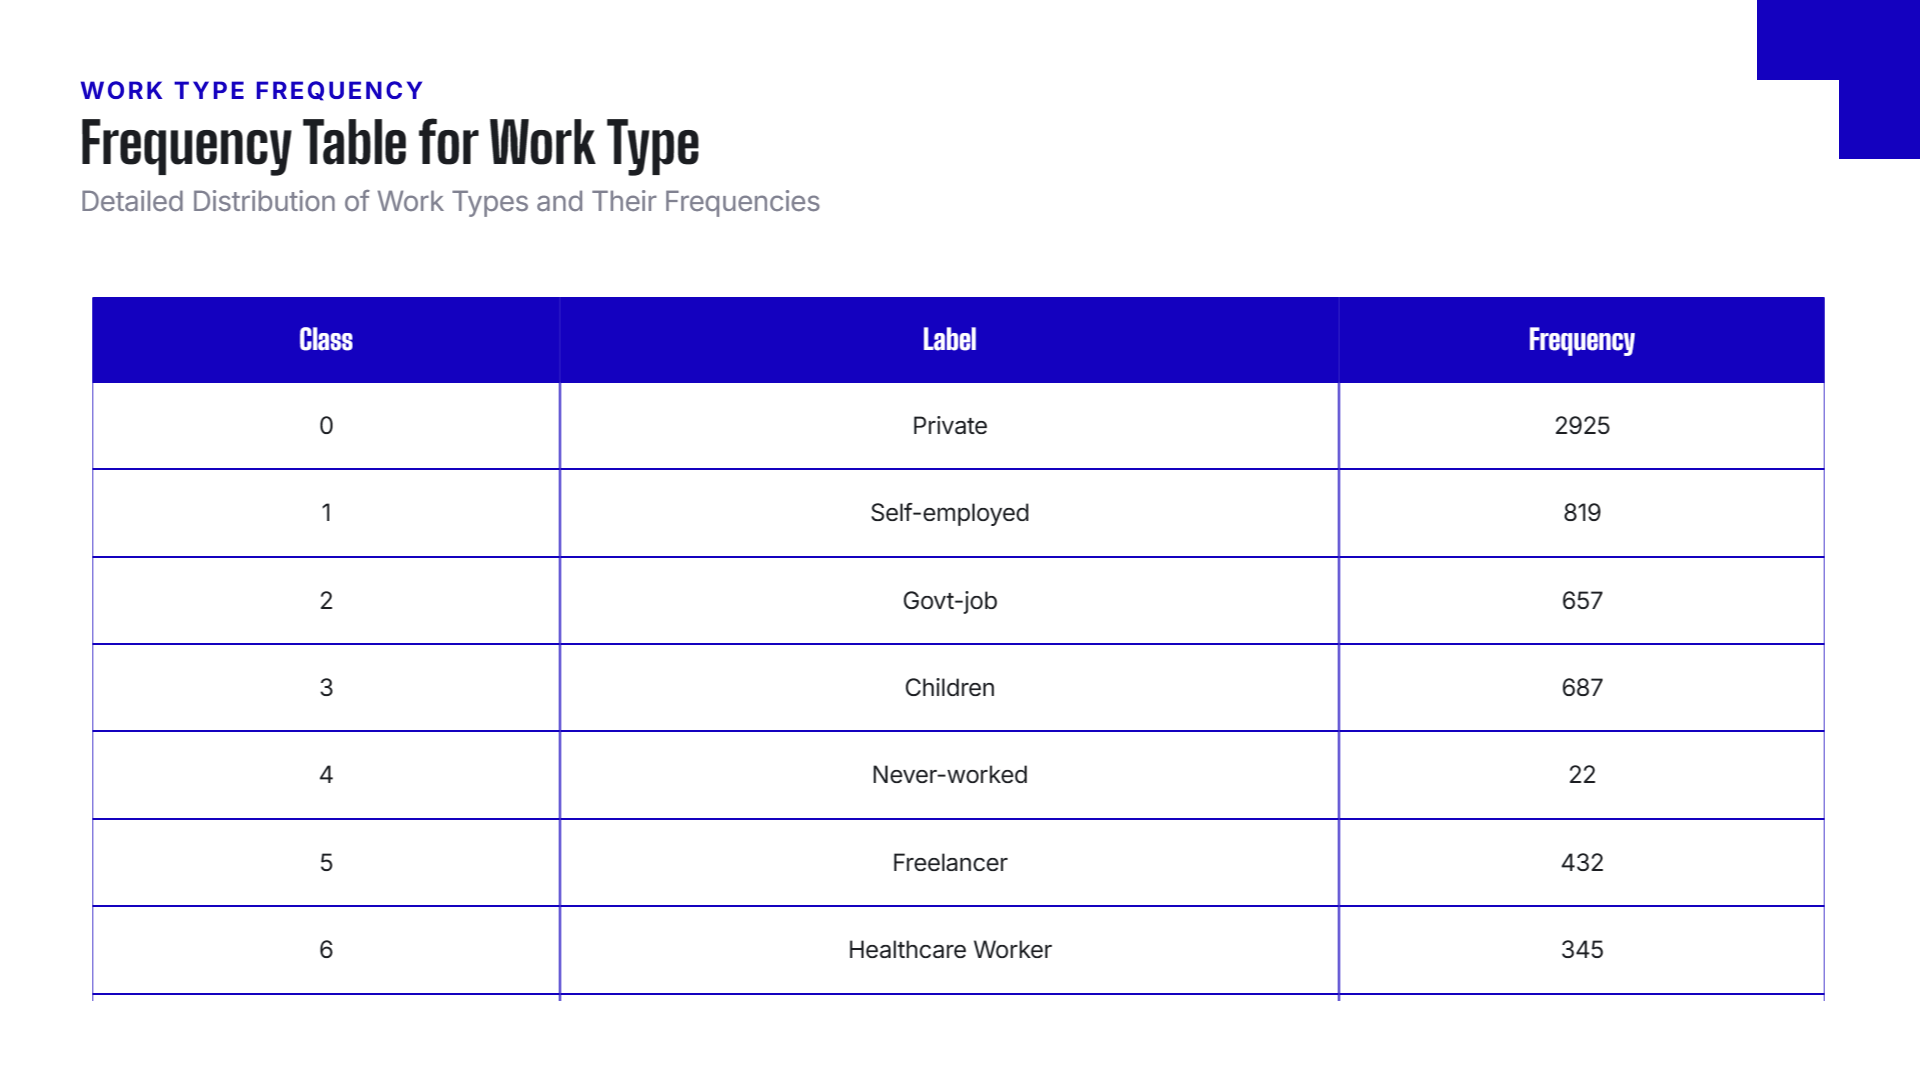 WORK TYPE FREQUENCY
Frequency Table for Work Type
Detailed Distribution of Work Types and Their Frequencies
Class Label Frequency
0 Private 2925
1 Self-employed 819
2 Govt-job 657
3 Children 687
4 Never-worked 22
5 Freelancer 432
6 Healthcare Worker 345